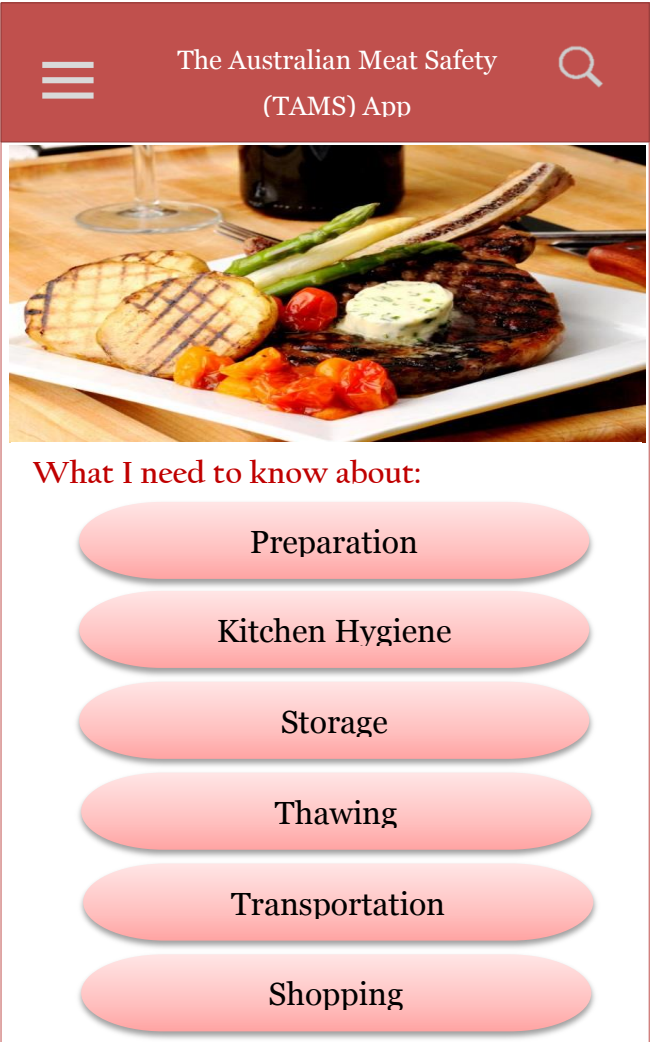 The Australian Meat Safety
(TAMS) App
What I need to know about:
Preparation
Kitchen Hygiene
Storage
Thawing
Transportation
Shopping